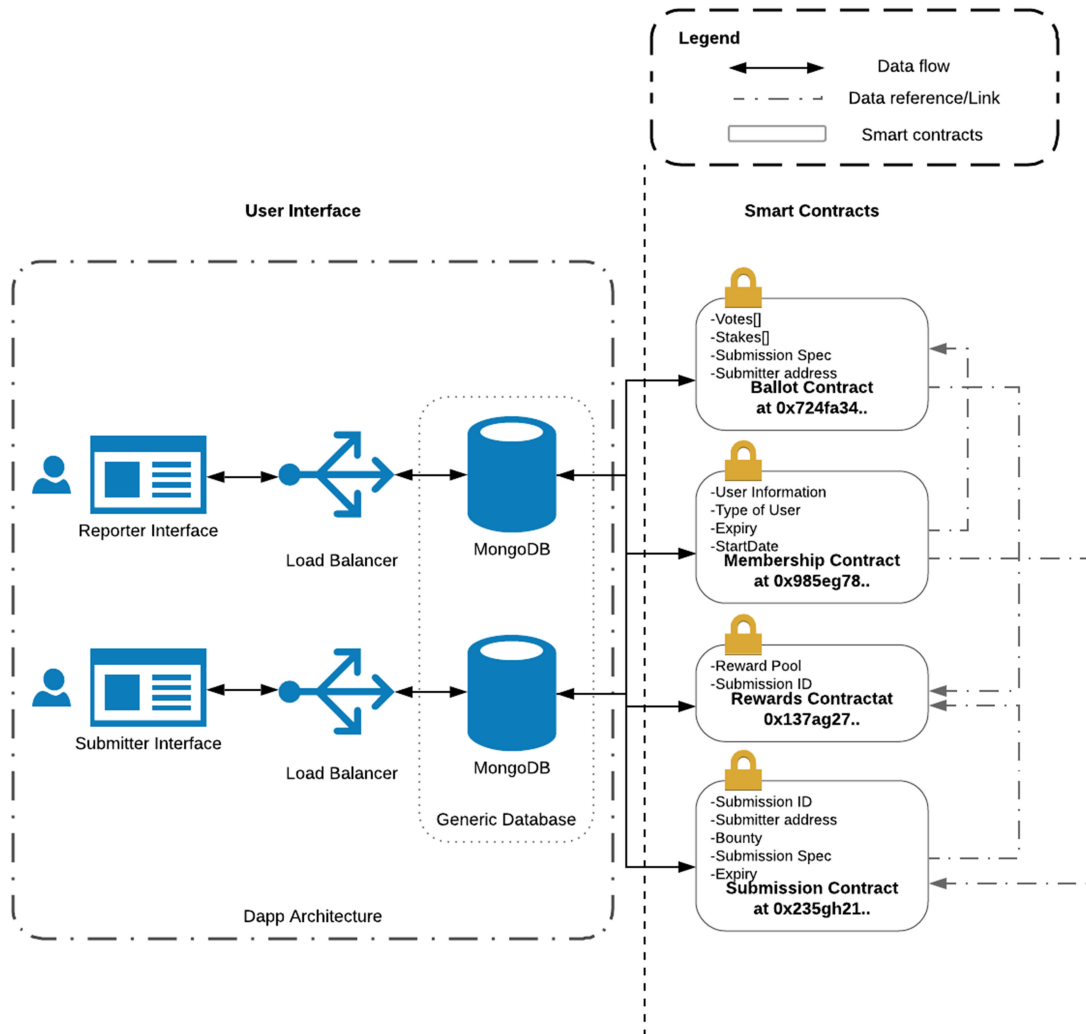 Legend
Data flow
Data reference/Link
Smart contracts
User Interface
Smart Contracts
-Votes[]
-Stakes[]
-Submission Spec
-Submitter address
Ballot Contract
at 0x724fa34..
-User Information
-Type of User
-Expiry
-StartDate
Membership Contract
at 0x985eg78..
Reporter Interface
Load Balancer
MongoDB
-Reward Pool
-Submission ID
Rewards Contractat
0x137ag27..
Submitter Interface
Load Balancer
MongoDB
Generic Database
-Submission ID
-Submitter address
-Bounty
-Submission Spec
-Expiry
Submission Contract
at 0x235gh21..
Dapp Architecture